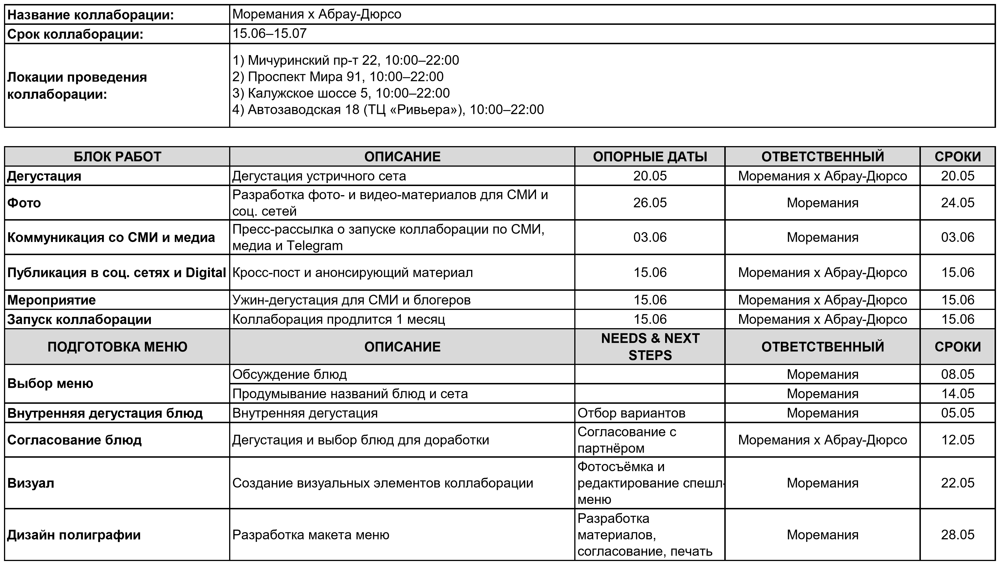 Название коллаборации: Моремания x Абрау-Дюрсо
Срок коллаборации: 15.06–15.07
Локации проведения
коллаборации:
1) Мичуринский пр-т 22, 10:00–22:00
2) Проспект Мира 91, 10:00–22:00
3) Калужское шоссе 5, 10:00–22:00
4) Автозаводская 18 (ТЦ «Ривьера»), 10:00–22:00
БЛОК РАБОТ ОПИСАНИЕ ОПОРНЫЕ ДАТЫ ОТВЕТСТВЕННЫЙ СРОКИ
Дегустация Дегустация устричного сета 20.05 Моремания x Абрау-Дюрсо 20.05
Фото
Разработка фото- и видео-материалов для СМИ и
соц. сетей
26.05 Моремания 24.05
Коммуникация со СМИ и медиа
Пресс-рассылка о запуске коллаборации по СМИ,
медиа и Telegram
03.06 Моремания 03.06
Публикация в соц. сетях и Digital Кросс-пост и анонсирующий материал 15.06 Моремания x Абрау-Дюрсо 15.06
Мероприятие Ужин-дегустация для СМИ и блогеров 15.06 Моремания x Абрау-Дюрсо 15.06
Запуск коллаборации Коллаборация продлится 1 месяц 15.06 Моремания x Абрау-Дюрсо 15.06
ПОДГОТОВКА МЕНЮ ОПИСАНИЕ
NEEDS & NEXT
STEPS
ОТВЕТСТВЕННЫЙ СРОКИ
Выбор меню
Обсуждение блюд Моремания 08.05
Продумывание названий блюд и сета Моремания 14.05
Внутренняя дегустация блюд Внутренняя дегустация Отбор вариантов Моремания 05.05
Согласование блюд Дегустация и выбор блюд для доработки
Согласование с
партнёром
Моремания x Абрау-Дюрсо 12.05
Визуал Создание визуальных элементов коллаборации
Фотосъёмка и
редактирование спешл-
меню
Моремания 22.05
Дизайн полиграфии Разработка макета меню
Разработка
материалов,
согласование, печать
Моремания 28.05